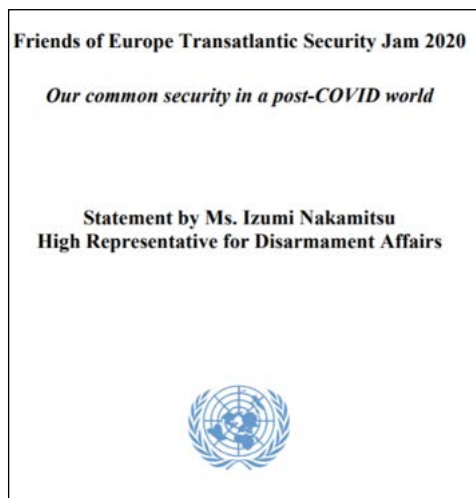 Friends of Europe Transatlantic Security Jam 2020
Our common security in a post-COVID world
Statement by Ms. Izumi Nakamitsu
High Representative for Disarmament Affairs